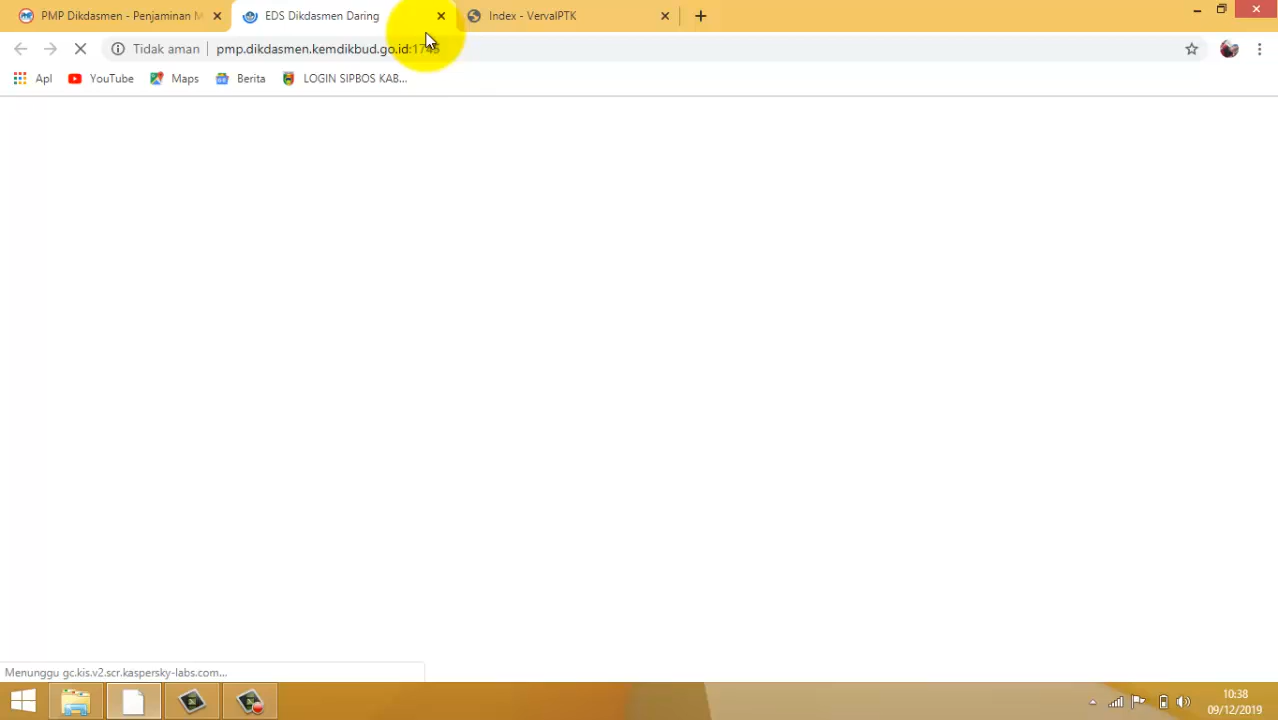 PMP Dikdasmen - Penjaminan M
EDS Dikdasmen Daring
Index - VervalPTK
Tidak aman
pmp.dikdasmen.kemdikbud.go.id:1745
Apl
YouTube
Maps
Berita
LOGIN SIPBOS KAB...
Menunggu gc.kis.v2.scr.kaspersky-labs.com...
10:38
09/12/2019